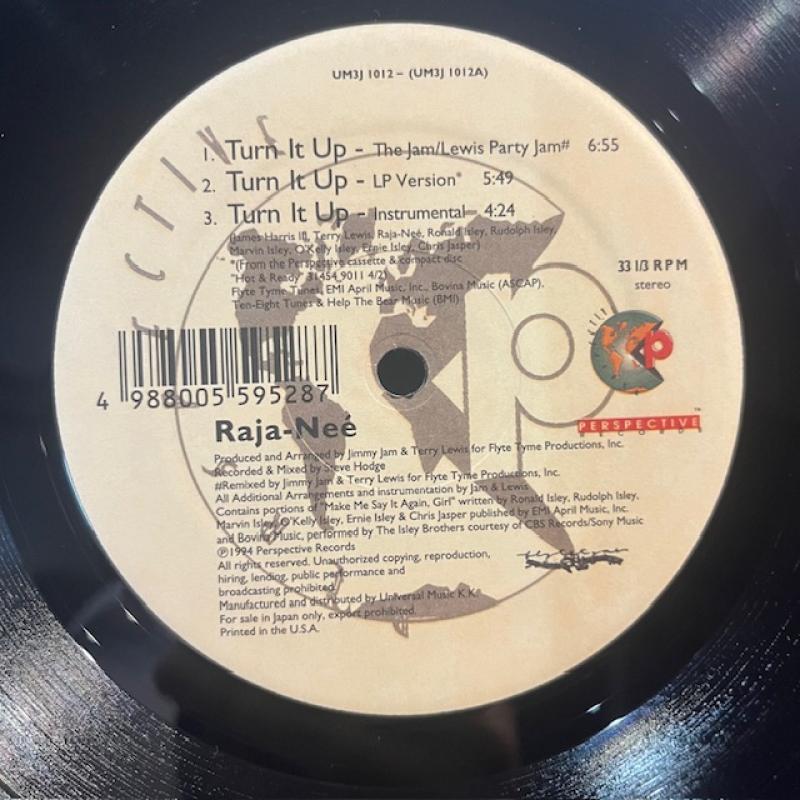 UM3J 1012 – (UM3J 1012A)
1. Turn It Up - The Jam/Lewis Party Jam# 6:55
2. Turn It Up - LP Version* 5:49
3. Turn It Up - Instrumental 4:24
(James Harris III, Terry Lewis, Raja-Neé, Ronald Isley, Rudolph Isley,
Marvin Isley, O'Kelly Isley, Ernie Isley, Chris Jasper)
*(From the Perspective cassette & compact disc
"Hot & Ready" 31454 9011 4/2)
Flyte Tyme Tunes, EMI April Music, Inc., Bovina Music (ASCAP),
Ten-Eight Tunes & Help The Bear Music (BMI)
33 1/3 RPM
stereo
CTIVE
p
p
PERSPECTIVE™
RECORDS
4 988005 595287
Raja-Neé
Produced and Arranged by Jimmy Jam & Terry Lewis for Flyte Tyme Productions, Inc.
Recorded & Mixed by Steve Hodge
#Remixed by Jimmy Jam & Terry Lewis for Flyte Tyme Productions, Inc.
All Additional Arrangements and instrumentation by Jam & Lewis
Contains portions of "Make Me Say It Again, Girl" written by Ronald Isley, Rudolph Isley,
Marvin Isley, O'Kelly Isley, Ernie Isley & Chris Jasper published by EMI April Music, Inc.
and Bovina Music, performed by The Isley Brothers courtesy of CBS Records/Sony Music
℗1994 Perspective Records
All rights reserved. Unauthorized copying, reproduction,
hiring, lending, public performance and
broadcasting prohibited.
Manufactured and distributed by Universal Music K.K.
For sale in Japan only, export prohibited.
Printed in the U.S.A.